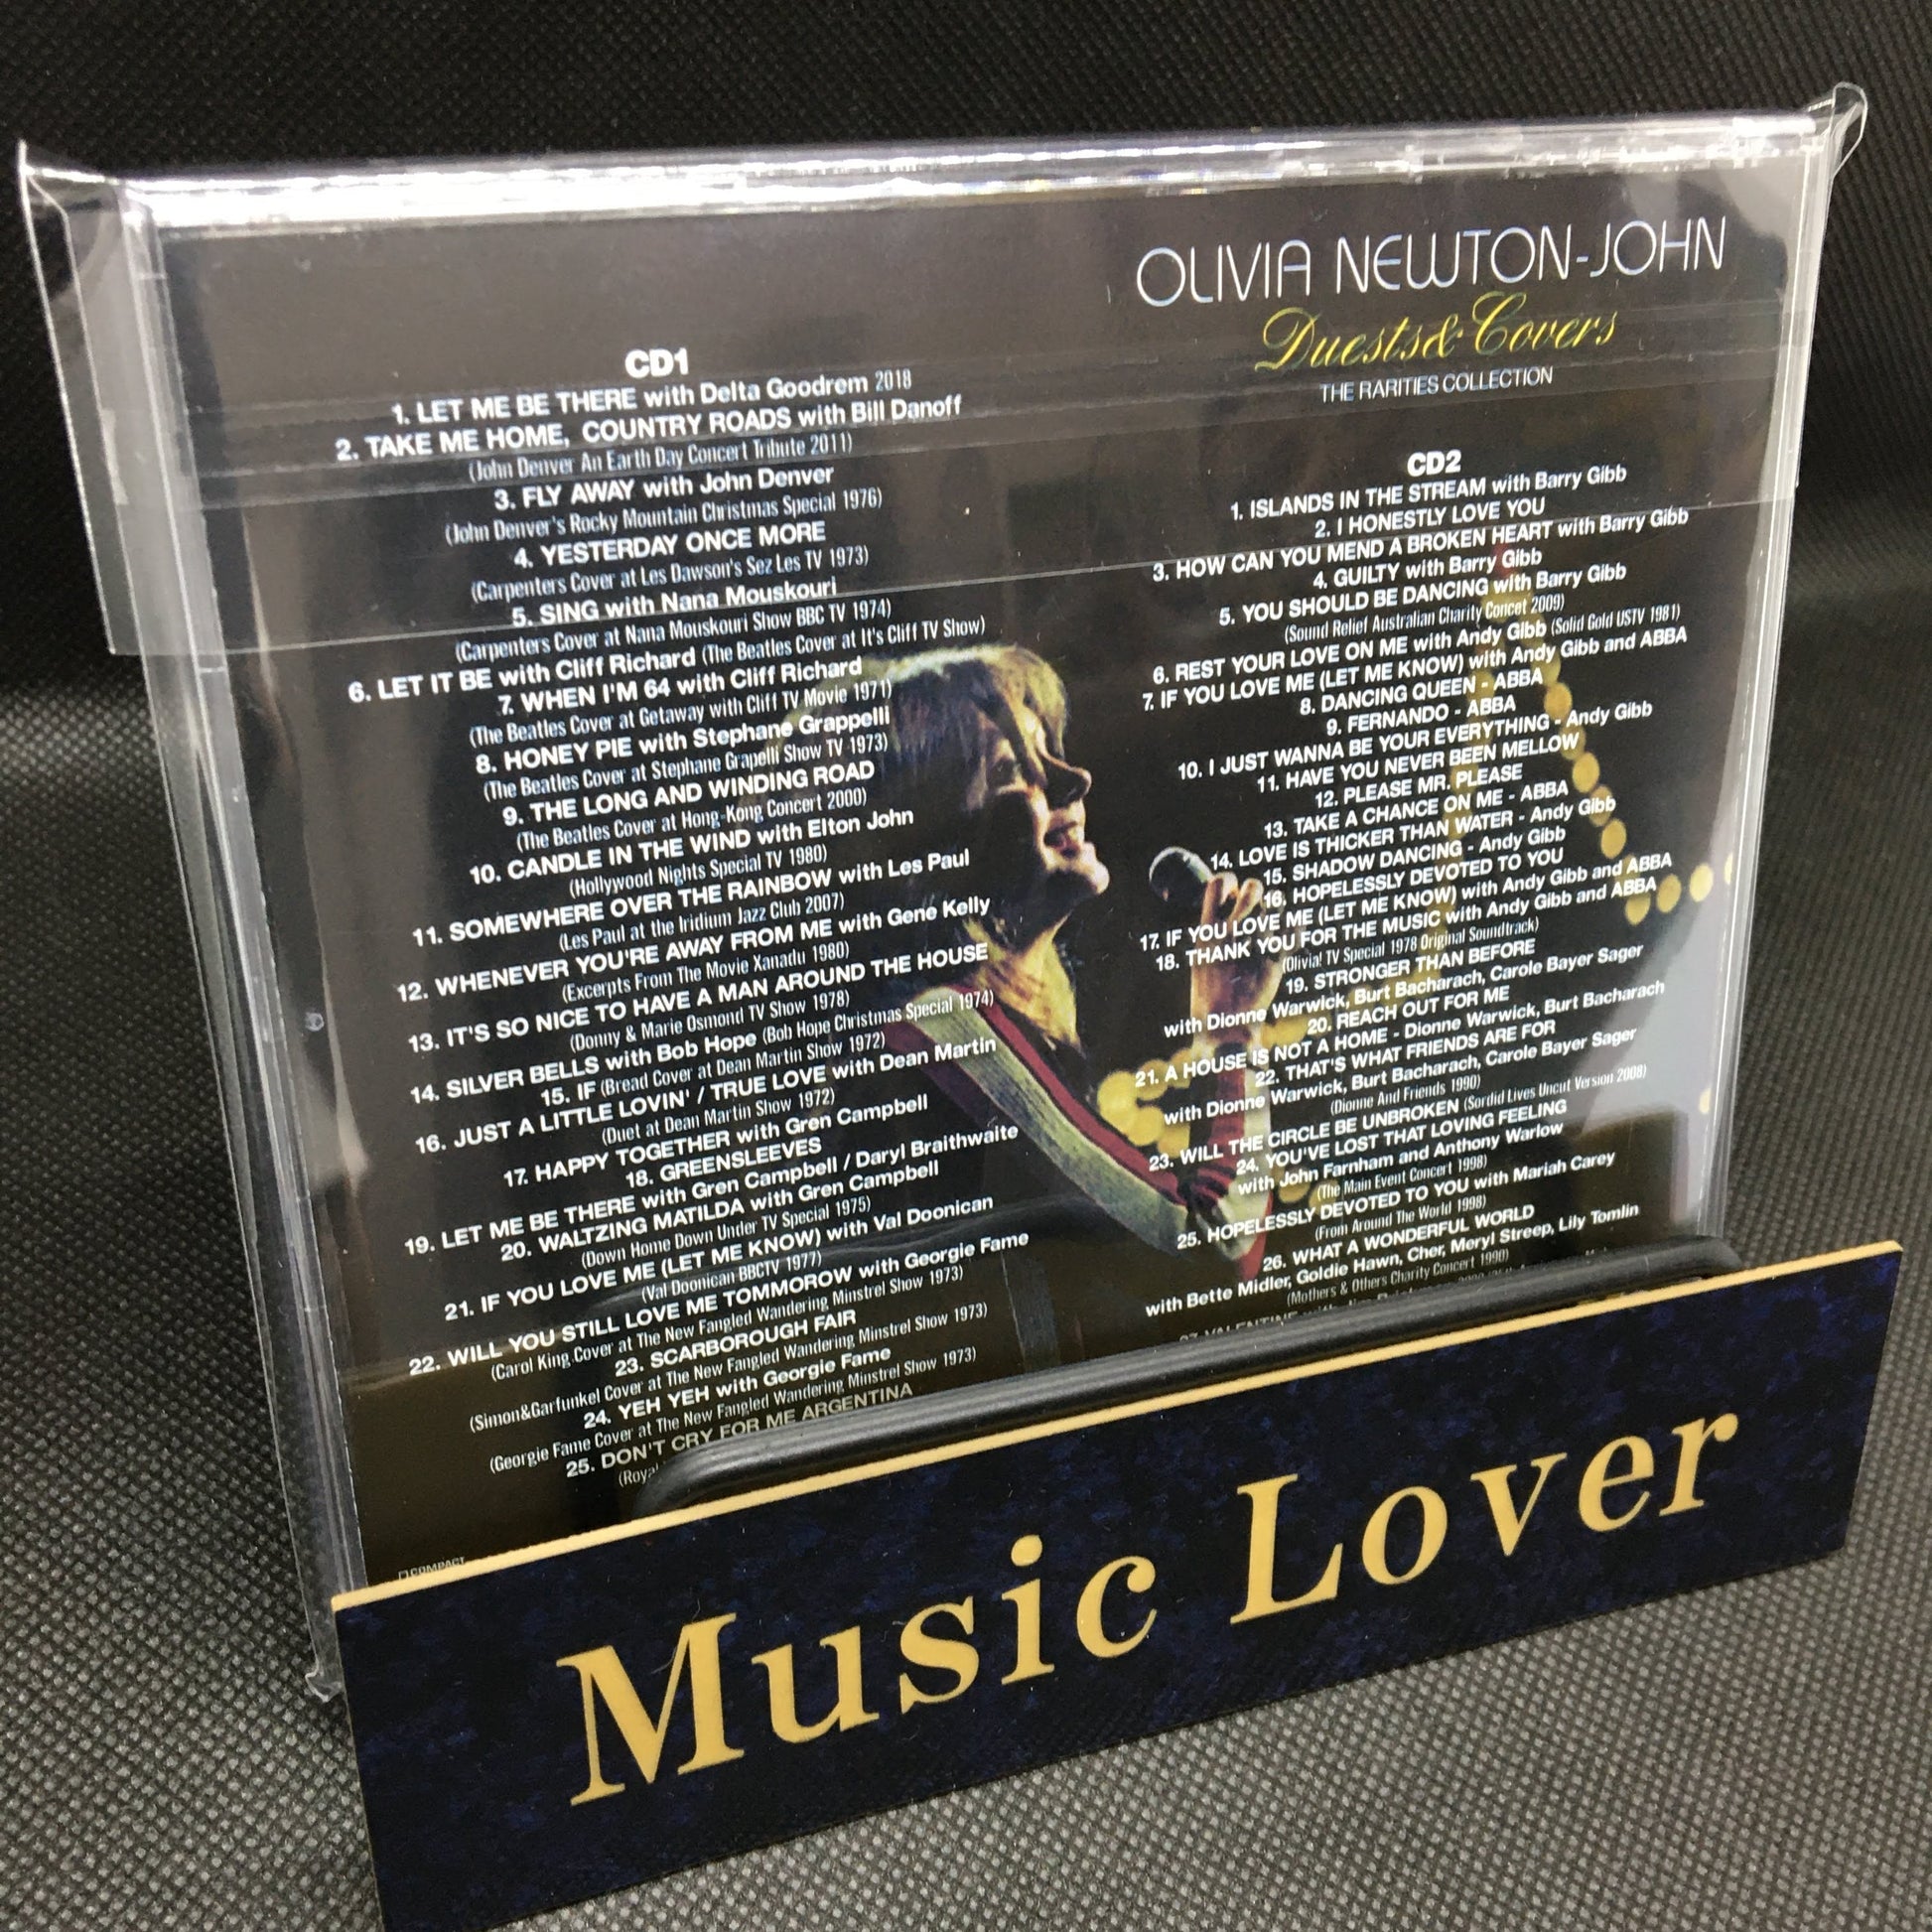 OLIVIA NEWTON-JOHN
Duests & Covers
THE RARITIES COLLECTION
CD1
1. LET ME BE THERE with Delta Goodrem 2018
2. TAKE ME HOME, COUNTRY ROADS with Bill Danoff
(John Denver An Earth Day Concert Tribute 2011)
3. FLY AWAY with John Denver
(John Denver's Rocky Mountain Christmas Special 1976)
4. YESTERDAY ONCE MORE
(Carpenters Cover at Les Dawson's Sez Les TV 1973)
5. SING with Nana Mouskouri
(Carpenters Cover at Nana Mouskouri Show BBC TV 1974)
6. LET IT BE with Cliff Richard (The Beatles Cover at It's Cliff TV Show)
7. WHEN I'M 64 with Cliff Richard
(The Beatles Cover at Getaway with Cliff TV Movie 1971)
8. HONEY PIE with Stephane Grappelli
(The Beatles Cover at Stephane Grapelli Show TV 1973)
9. THE LONG AND WINDING ROAD
(The Beatles Cover at Hong-Kong Concert 2000)
10. CANDLE IN THE WIND with Elton John
(Hollywood Nights Special TV 1980)
11. SOMEWHERE OVER THE RAINBOW with Les Paul
(Les Paul at the Iridium Jazz Club 2007)
12. WHENEVER YOU'RE AWAY FROM ME with Gene Kelly
(Excerpts From The Movie Xanadu 1980)
13. IT'S SO NICE TO HAVE A MAN AROUND THE HOUSE
(Donny & Marie Osmond TV Show 1978)
14. SILVER BELLS with Bob Hope (Bob Hope Christmas Special 1974)
15. IF (Bread Cover at Dean Martin Show 1972)
16. JUST A LITTLE LOVIN' / TRUE LOVE with Dean Martin
(Duet at Dean Martin Show 1972)
17. HAPPY TOGETHER with Gren Campbell
18. GREENSLEEVES
19. LET ME BE THERE with Gren Campbell / Daryl Braithwaite
20. WALTZING MATILDA with Gren Campbell
(Down Home Down Under TV Special 1975)
21. IF YOU LOVE ME (LET ME KNOW) with Val Doonican
(Val Doonican BBCTV 1977)
22. WILL YOU STILL LOVE ME TOMMOROW with Georgie Fame
(Carol King Cover at The New Fangled Wandering Minstrel Show 1973)
23. SCARBOROUGH FAIR
(Simon&Garfunkel Cover at The New Fangled Wandering Minstrel Show 1973)
24. YEH YEH with Georgie Fame
(Georgie Fame Cover at The New Fangled Wandering Minstrel Show 1973)
25. DON'T CRY FOR ME ARGENTINA
CD2
1. ISLANDS IN THE STREAM with Barry Gibb
2. I HONESTLY LOVE YOU
3. HOW CAN YOU MEND A BROKEN HEART with Barry Gibb
4. GUILTY with Barry Gibb
5. YOU SHOULD BE DANCING with Barry Gibb
(Sound Relief Australian Charity Concet 2009)
6. REST YOUR LOVE ON ME with Andy Gibb (Solid Gold USTV 1981)
7. IF YOU LOVE ME (LET ME KNOW) with Andy Gibb and ABBA
8. DANCING QUEEN - ABBA
9. FERNANDO - ABBA
10. I JUST WANNA BE YOUR EVERYTHING - Andy Gibb
11. HAVE YOU NEVER BEEN MELLOW
12. PLEASE MR. PLEASE
13. TAKE A CHANCE ON ME - ABBA
14. LOVE IS THICKER THAN WATER - Andy Gibb
15. SHADOW DANCING - Andy Gibb
16. HOPELESSLY DEVOTED TO YOU
17. IF YOU LOVE ME (LET ME KNOW) with Andy Gibb and ABBA
18. THANK YOU FOR THE MUSIC with Andy Gibb and ABBA
(Olivia! TV Special 1978 Original Soundtrack)
19. STRONGER THAN BEFORE
with Dionne Warwick, Burt Bacharach, Carole Bayer Sager
20. REACH OUT FOR ME
21. A HOUSE IS NOT A HOME - Dionne Warwick, Burt Bacharach
22. THAT'S WHAT FRIENDS ARE FOR
with Dionne Warwick, Burt Bacharach, Carole Bayer Sager
(Dionne And Friends 1990)
23. WILL THE CIRCLE BE UNBROKEN (Sordid Lives Uncut Version 2008)
24. YOU'VE LOST THAT LOVING FEELING
with John Farnham and Anthony Warlow
(The Main Event Concert 1998)
25. HOPELESSLY DEVOTED TO YOU with Mariah Carey
(From Around The World 1998)
26. WHAT A WONDERFUL WORLD
with Bette Midler, Goldie Hawn, Cher, Meryl Streep, Lily Tomlin
(Mothers & Others Charity Concert 1990)
27. VALENTINE
COMPACT
Music Lover